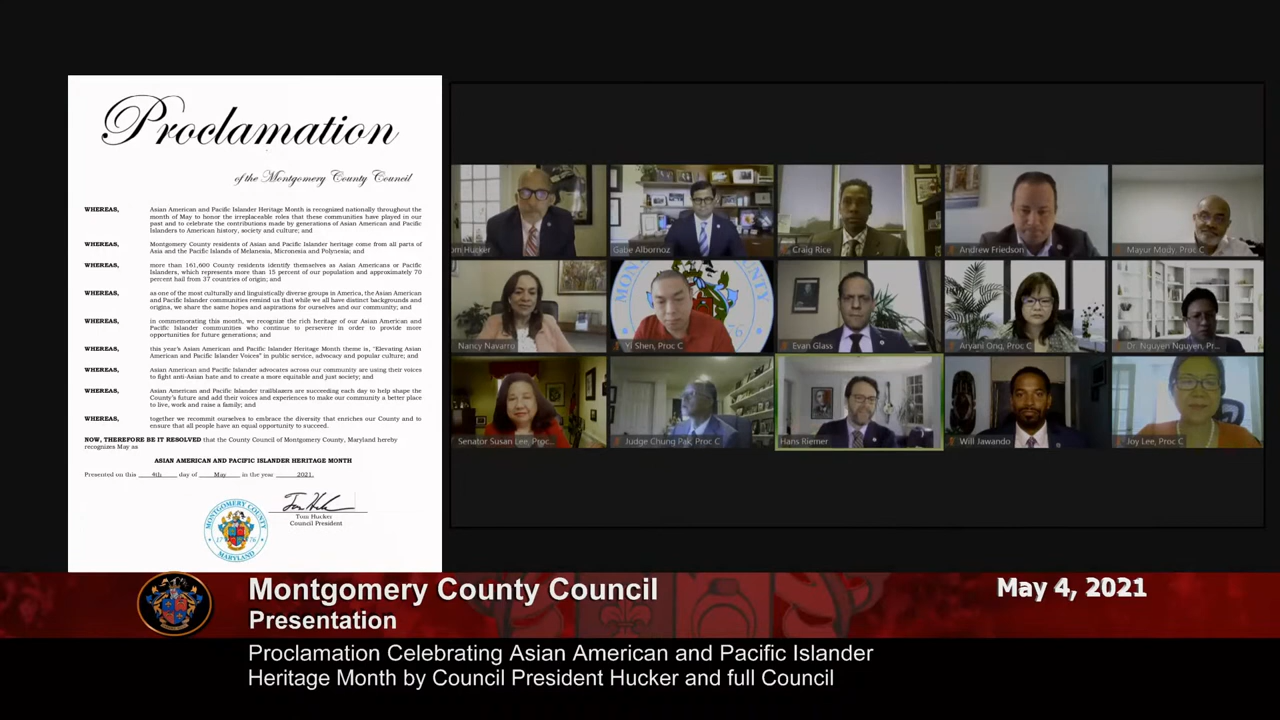 Proclamation
of the Montgomery County Council
WHEREAS, Asian American and Pacific Islander Heritage Month is recognized nationally throughout the
month of May to honor the irreplaceable roles that these communities have played in our
past and to celebrate the contributions made by generations of Asian American and Pacific
Islanders to American history, society and culture; and
WHEREAS, Montgomery County residents of Asian and Pacific Islander heritage come from all parts of
Asia and the Pacific Islands of Melanesia, Micronesia and Polynesia; and
WHEREAS, more than 161,600 County residents identify themselves as Asian Americans or Pacific
Islanders, which represents more than 15 percent of our population and approximately 70
percent hail from 37 countries of origin; and
WHEREAS, as one of the most culturally and linguistically diverse groups in America, the Asian American
and Pacific Islander communities remind us that while we all have distinct backgrounds and
origins, we share the same hopes and aspirations for ourselves and our community; and
WHEREAS, in commemorating this month, we recognize the rich heritage of our Asian American and
Pacific Islander communities who continue to persevere in order to provide more
opportunities for future generations; and
WHEREAS, this year's Asian American and Pacific Islander Heritage Month theme is, "Elevating Asian
American and Pacific Islander Voices" in public service, advocacy and popular culture; and
WHEREAS, Asian American and Pacific Islander advocates across our community are using their voices
to fight anti-Asian hate and to create a more equitable and just society; and
WHEREAS, Asian American and Pacific Islander trailblazers are succeeding each day to help shape the
County's future and add their voices and experiences to make our community a better place
to live, work and raise a family; and
WHEREAS, together we recommit ourselves to embrace the diversity that enriches our County and to
ensure that all people have an equal opportunity to succeed.
NOW, THEREFORE BE IT RESOLVED that the County Council of Montgomery County, Maryland hereby
recognizes May as
ASIAN AMERICAN AND PACIFIC ISLANDER HERITAGE MONTH
Presented on this 4th day of May in the year 2021.
Tom Hucker
Council President
MONTGOMERY COUNTY
17 76
MARYLAND
om Hucker
Gabe Albornoz
Craig Rice
Andrew Friedson
Mayur Mody, Proc C
Nancy Navarro
Yi Shen, Proc C
Evan Glass
Aryani Ong, Proc C
Dr. Nguyen Nguyen, Pr...
Senator Susan Lee, Proc...
Judge Chung Pak, Proc C
Hans Riemer
Will Jawando
Joy Lee, Proc C
Montgomery County Council
Presentation
May 4, 2021
Proclamation Celebrating Asian American and Pacific Islander
Heritage Month by Council President Hucker and full Council